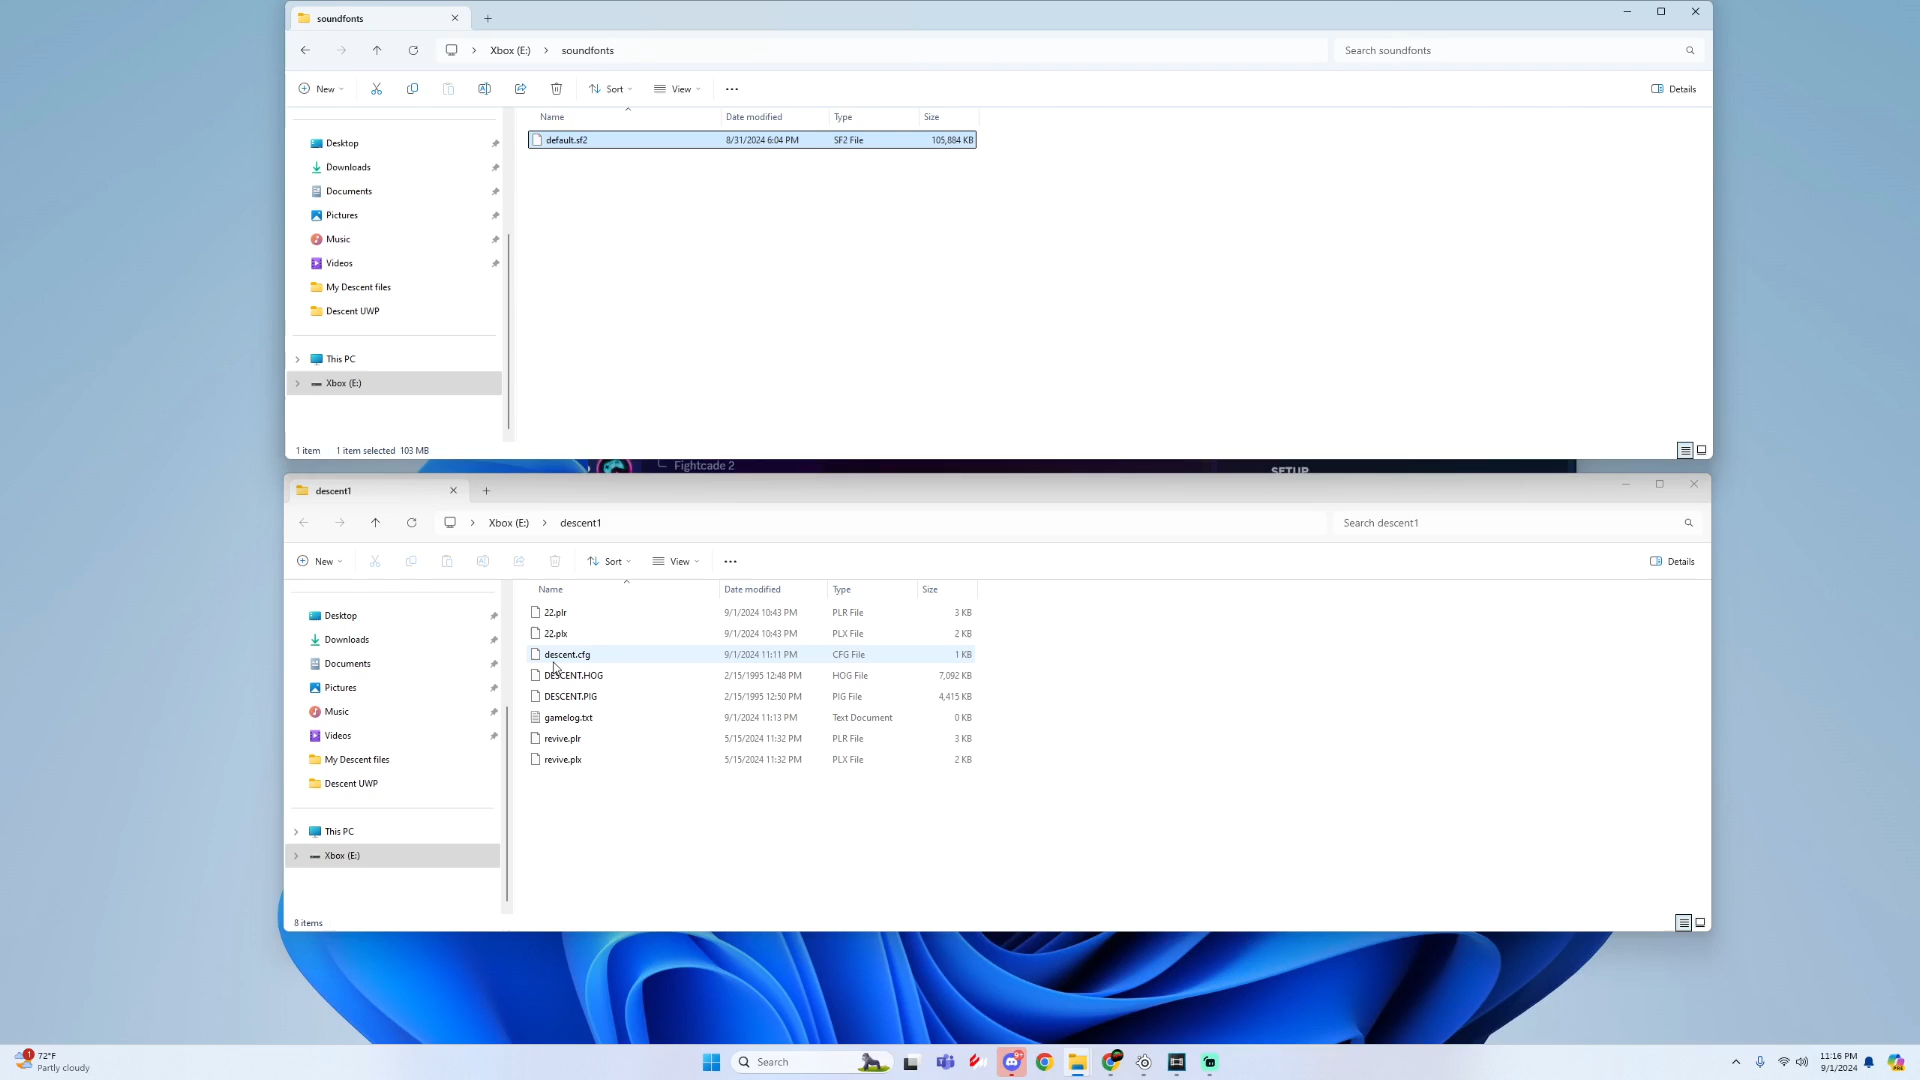 soundfonts
Xbox (E:) soundfonts
Search soundfonts
New
Sort
View
Details
Name Date modified Type Size
default.sf2 8/31/2024 6:04 PM SF2 File 105,884 KB
Desktop
Downloads
Documents
Pictures
Music
Videos
My Descent files
Descent UWP
This PC
Xbox (E:)
1 item 1 item selected 103 MB
Fightcade 2
SETUP
descent1
Xbox (E:) descent1
Search descent1
New
Sort
View
Details
Name Date modified Type Size
22.plr 9/1/2024 10:43 PM PLR File 3 KB
22.plx 9/1/2024 10:43 PM PLX File 2 KB
descent.cfg 9/1/2024 11:11 PM CFG File 1 KB
DESCENT.HOG 2/15/1995 12:48 PM HOG File 7,092 KB
DESCENT.PIG 2/15/1995 12:50 PM PIG File 4,415 KB
gamelog.txt 9/1/2024 11:13 PM Text Document 0 KB
revive.plr 5/15/2024 11:32 PM PLR File 3 KB
revive.plx 5/15/2024 11:32 PM PLX File 2 KB
Desktop
Downloads
Documents
Pictures
Music
Videos
My Descent files
Descent UWP
This PC
Xbox (E:)
8 items
1
72°F
Partly cloudy
Search
9+
11:16 PM
9/1/2024
PRE